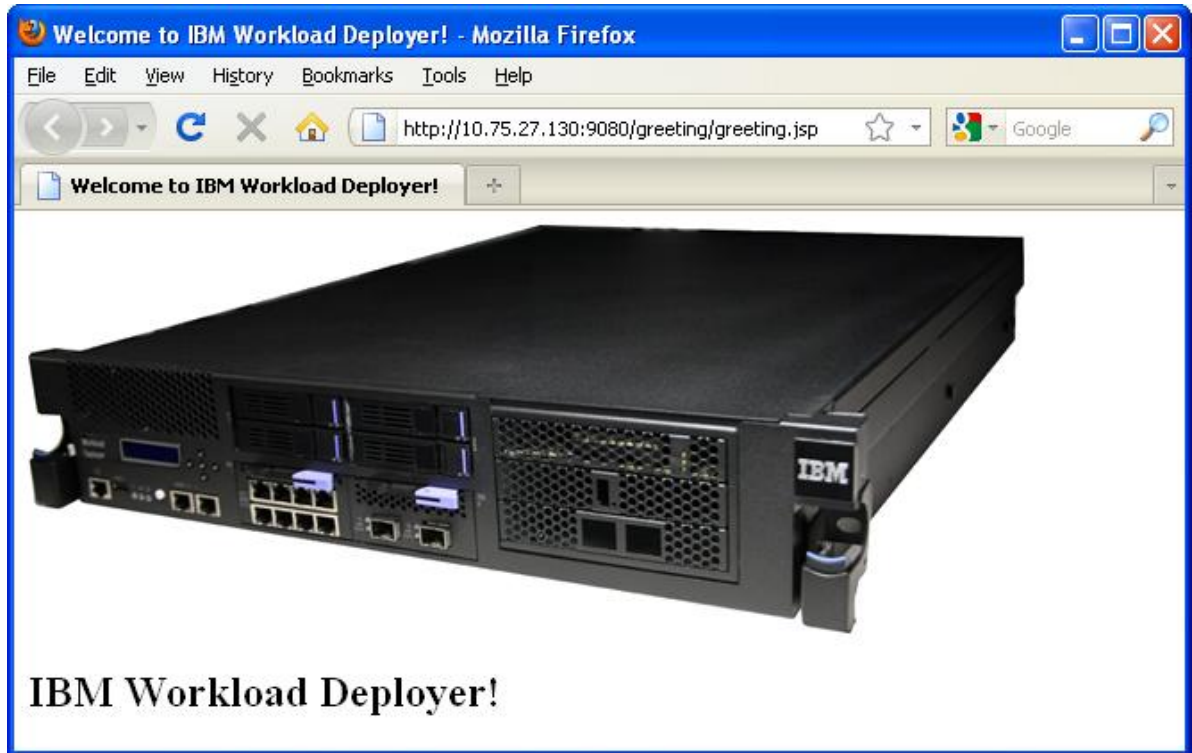 Welcome to IBM Workload Deployer! - Mozilla Firefox
File Edit View History Bookmarks Tools Help
http://10.75.27.130:9080/greeting/greeting.jsp Google
Welcome to IBM Workload Deployer!
IBM
IBM Workload Deployer!